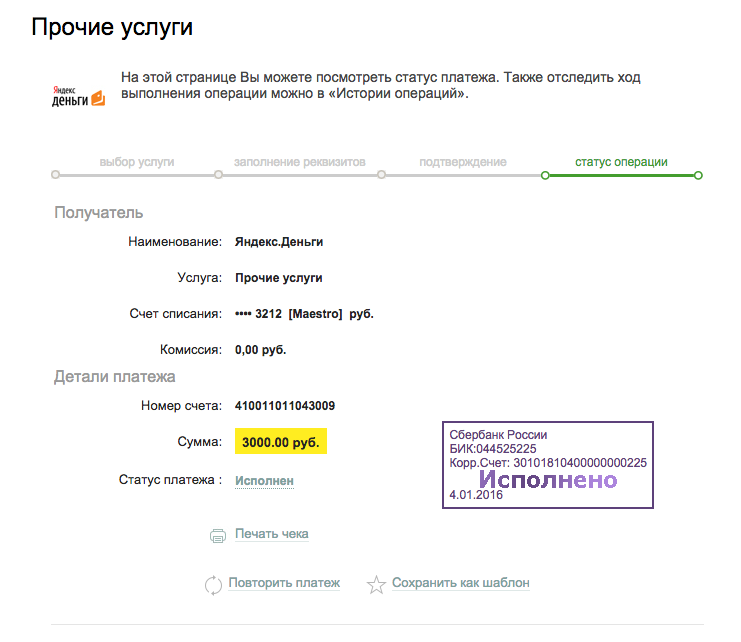 Прочие услуги
На этой странице Вы можете посмотреть статус платежа. Также отследить ход
выполнения операции можно в «Истории операций».
Яндекс
деньги
выбор услуги
заполнение реквизитов
подтверждение
статус операции
Получатель
Наименование: Яндекс.Деньги
Услуга: Прочие услуги
Счет списания: •••• 3212 [Maestro] руб.
Комиссия: 0,00 руб.
Детали платежа
Номер счета: 410011011043009
Сумма: 3000.00 руб.
Статус платежа : Исполнен
Сбербанк России
БИК:044525225
Корр.Счет: 30101810400000000225
Исполнено
4.01.2016
Печать чека
Повторить платеж
Сохранить как шаблон